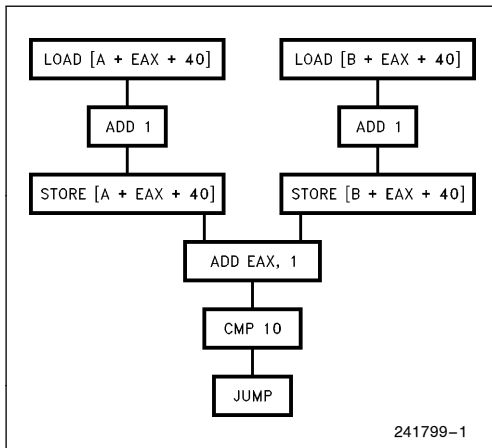 LOAD [A + EAX + 40]
LOAD [B + EAX + 40]
ADD 1
ADD 1
STORE [A + EAX + 40]
STORE [B + EAX + 40]
ADD EAX, 1
CMP 10
JUMP
241799–1